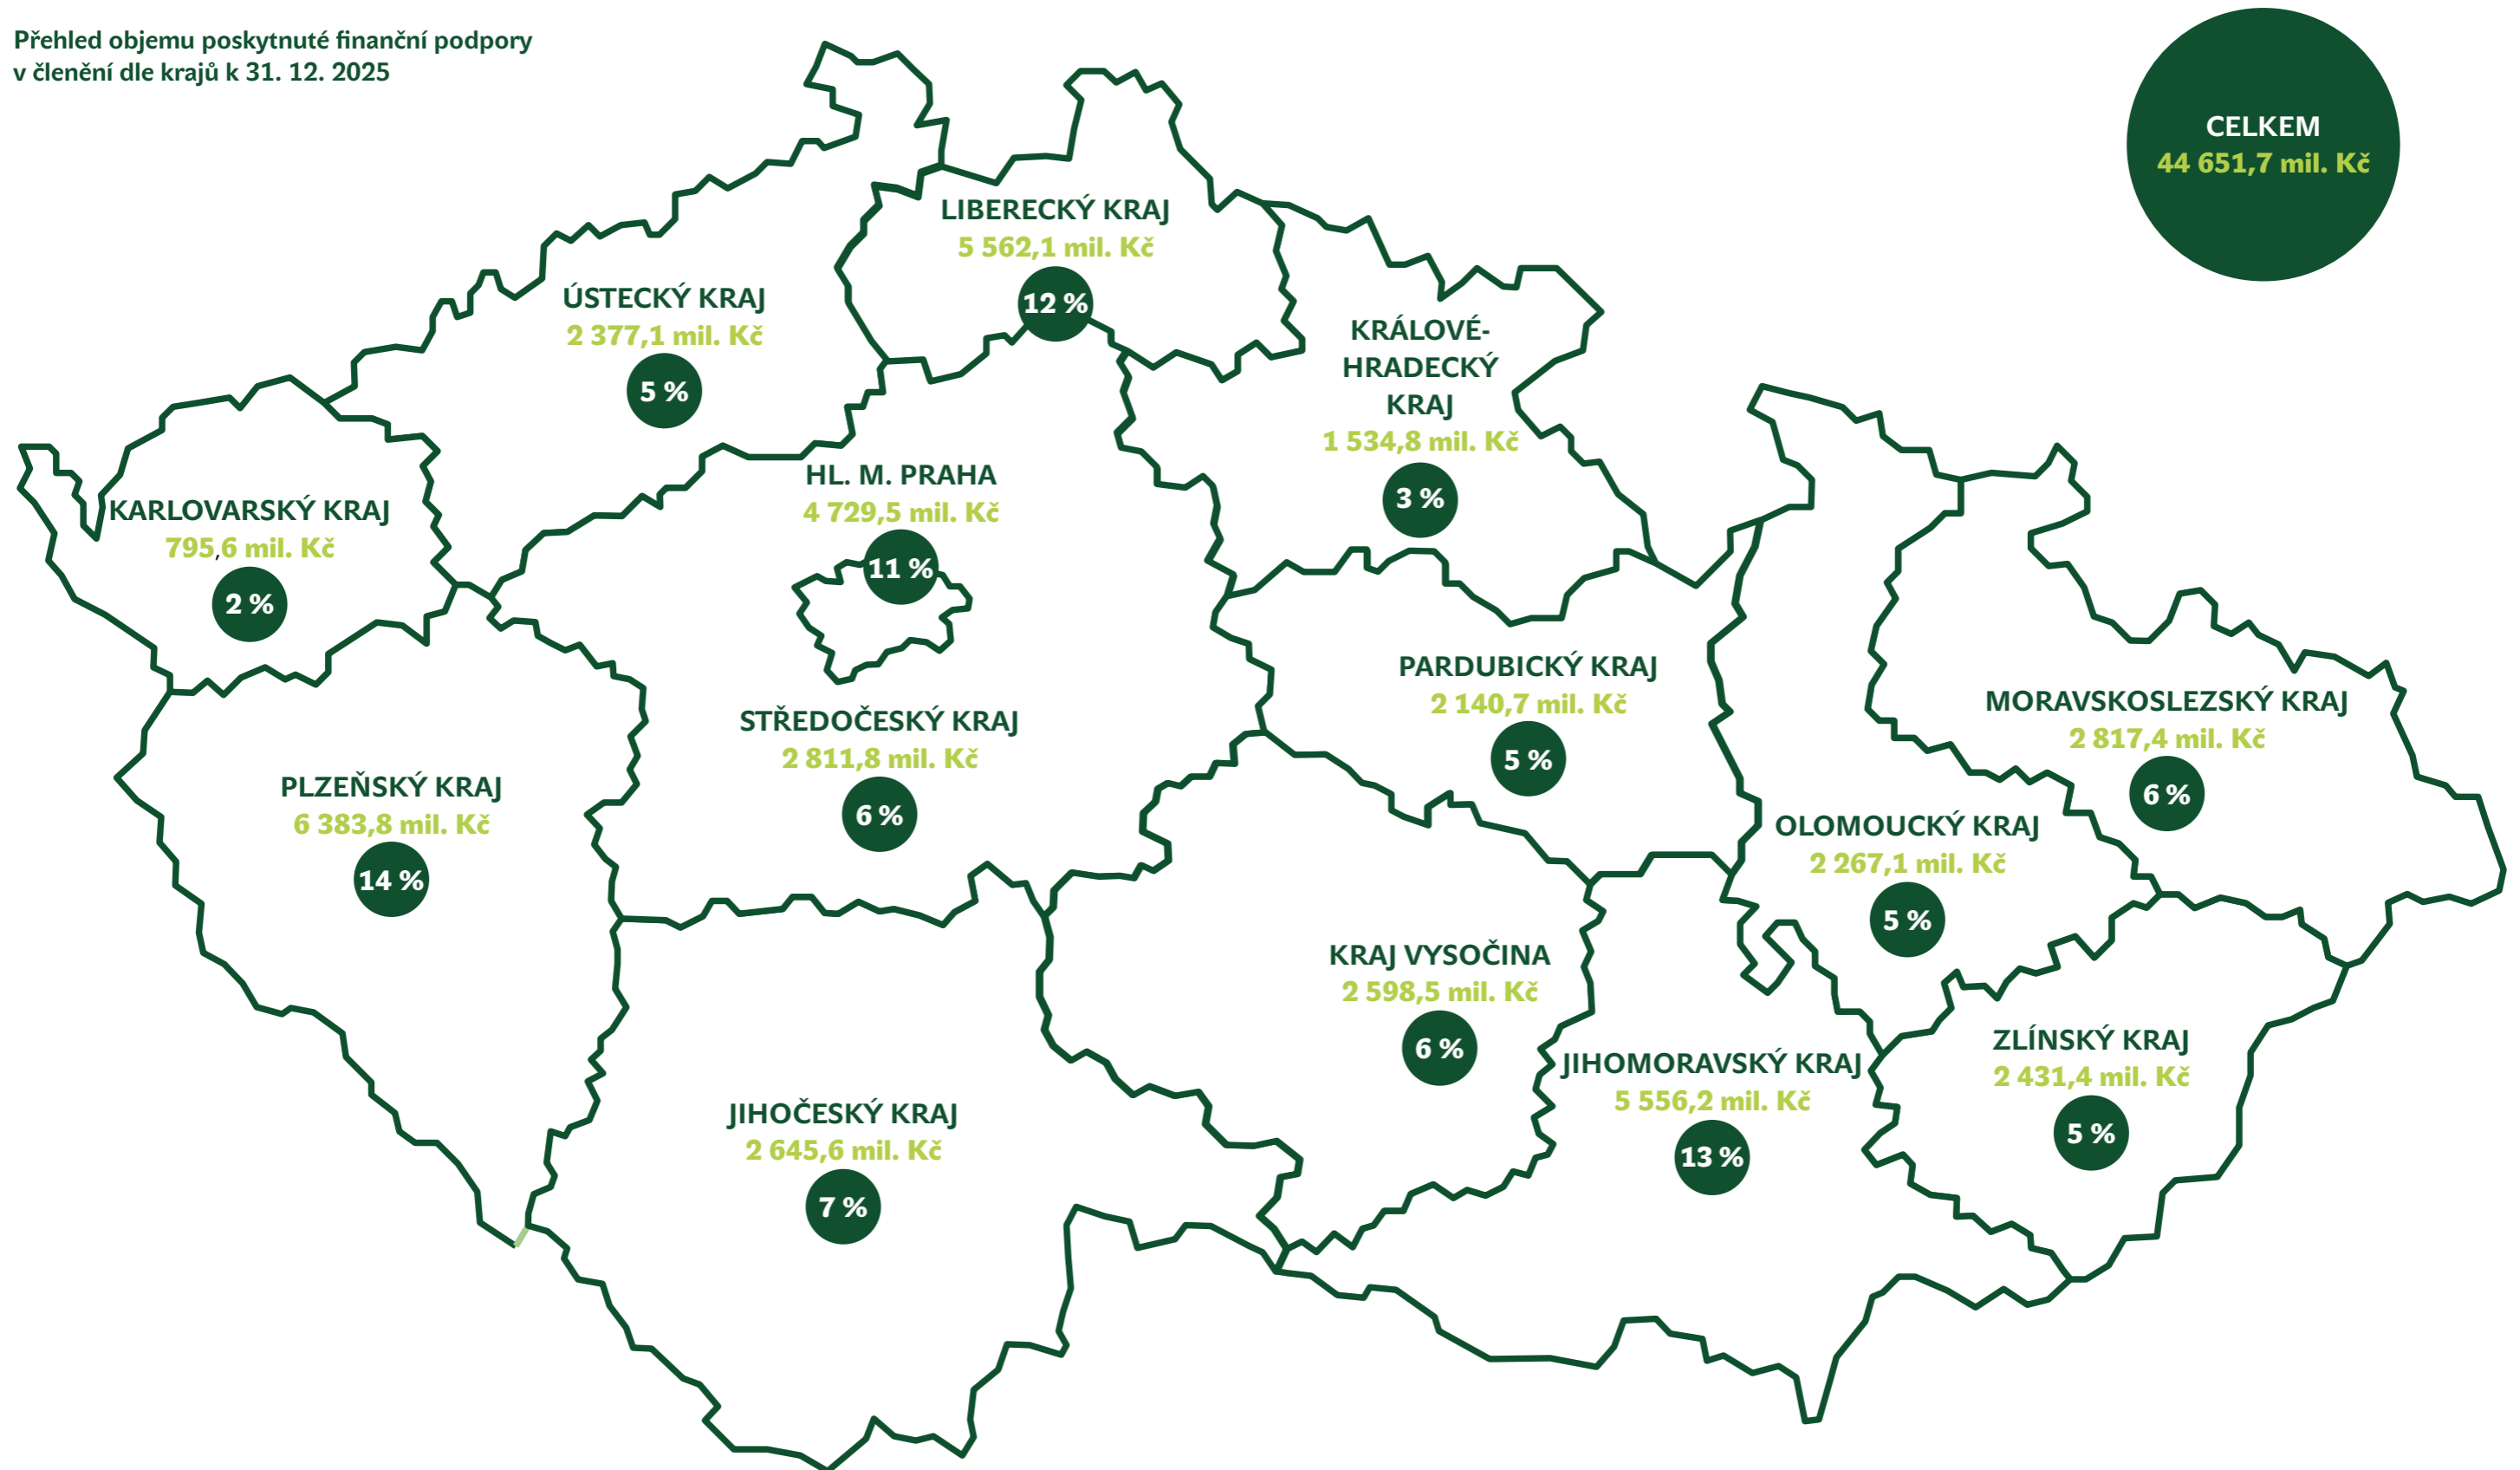 Přehled objemu poskytnuté finanční podpory
v členění dle krajů k 31. 12. 2025
CELKEM
44 651,7 mil. Kč
LIBERECKÝ KRAJ
5 562,1 mil. Kč
12 %
ÚSTECKÝ KRAJ
2 377,1 mil. Kč
5 %
KRÁLOVÉ-
HRADECKÝ
KRAJ
1 534,8 mil. Kč
3 %
HL. M. PRAHA
4 729,5 mil. Kč
11 %
KARLOVARSKÝ KRAJ
795,6 mil. Kč
2 %
PARDUBICKÝ KRAJ
2 140,7 mil. Kč
5 %
MORAVSKOSLEZSKÝ KRAJ
2 817,4 mil. Kč
6 %
STŘEDOČESKÝ KRAJ
2 811,8 mil. Kč
6 %
PLZEŇSKÝ KRAJ
6 383,8 mil. Kč
14 %
OLOMOUCKÝ KRAJ
2 267,1 mil. Kč
5 %
KRAJ VYSOČINA
2 598,5 mil. Kč
6 %
ZLÍNSKÝ KRAJ
2 431,4 mil. Kč
5 %
JIHOMORAVSKÝ KRAJ
5 556,2 mil. Kč
13 %
JIHOČESKÝ KRAJ
2 645,6 mil. Kč
7 %